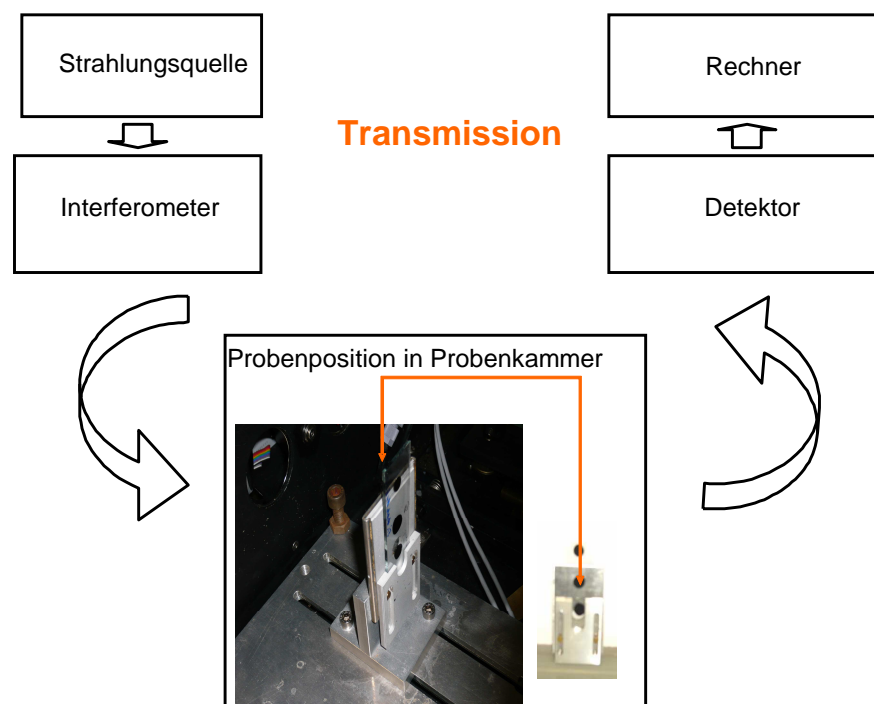 Strahlungsquelle
Rechner
Transmission
Interferometer
Detektor
Probenposition in Probenkammer